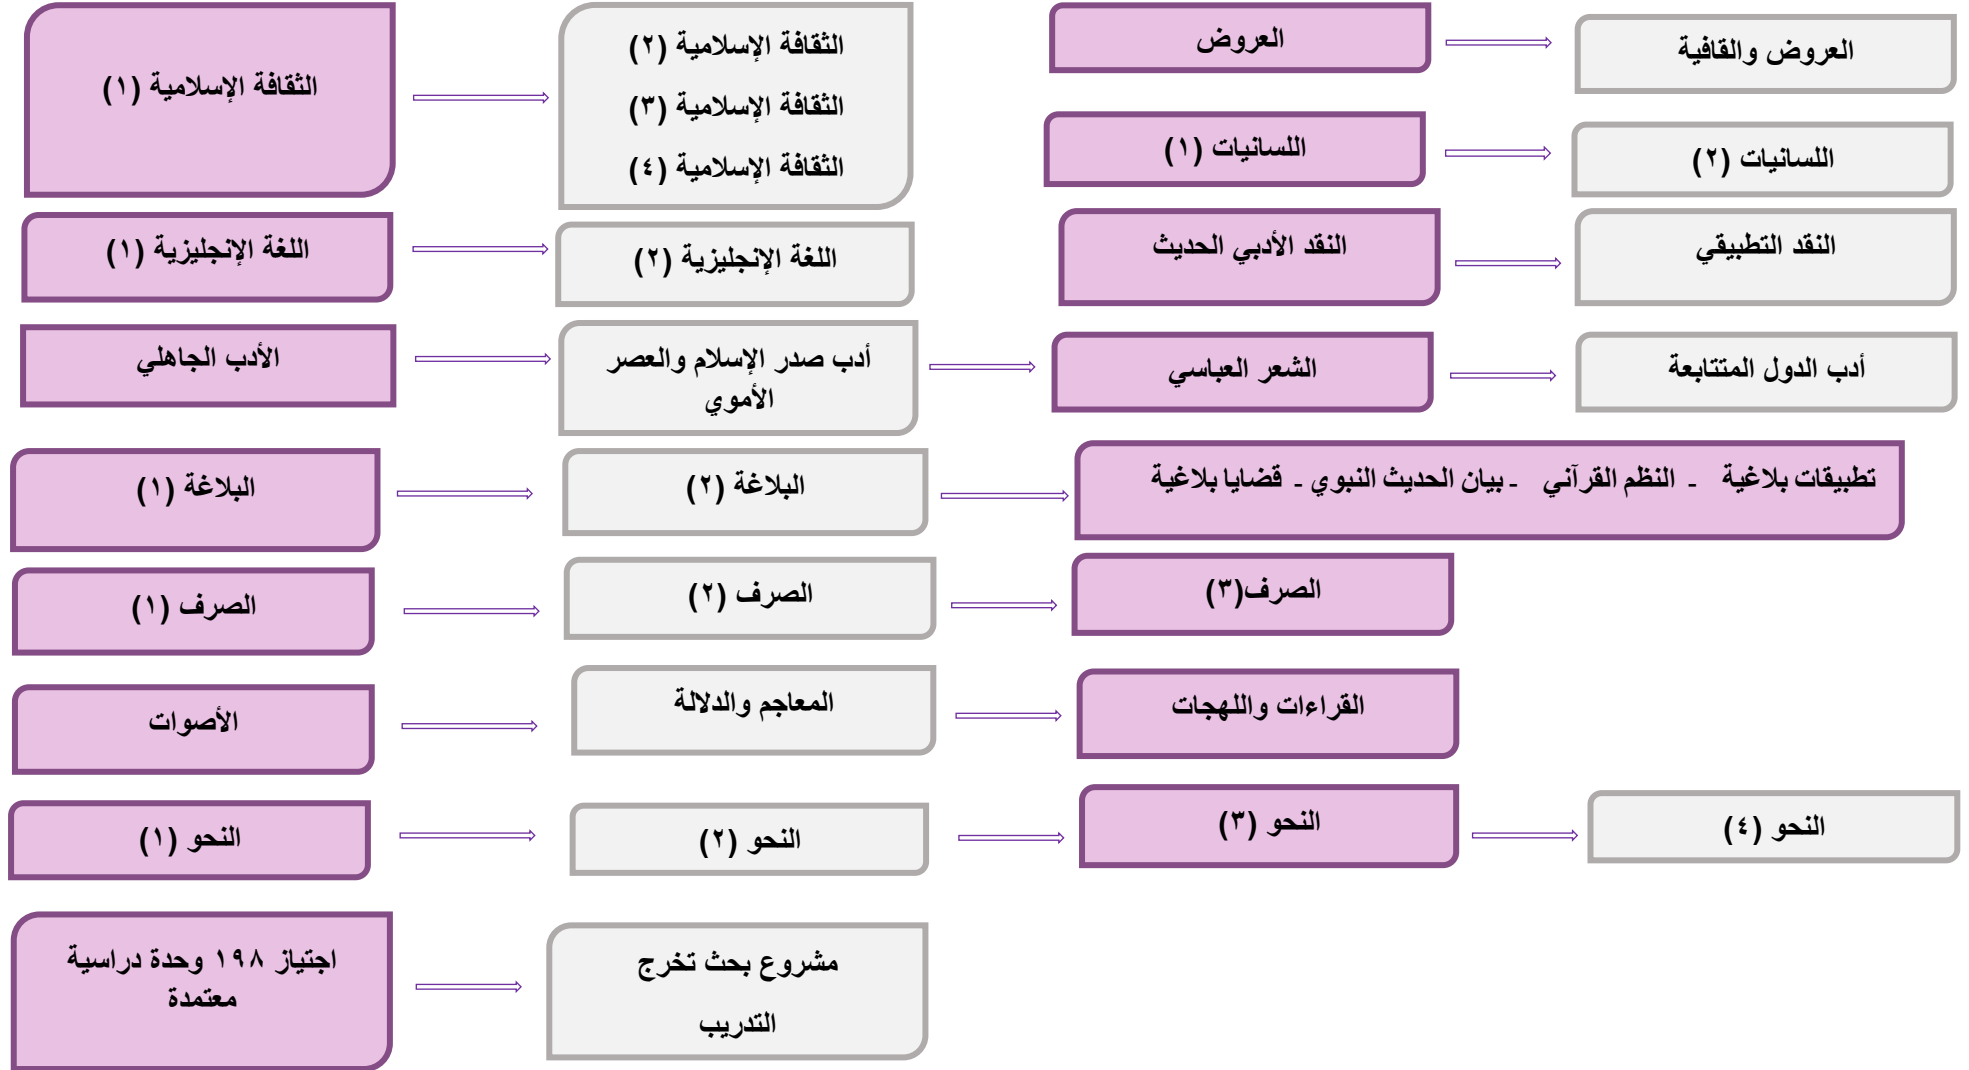 الثقافة الإسلامية (١)
الثقافة الإسلامية (٢)
الثقافة الإسلامية (٣)
الثقافة الإسلامية (٤)
العروض
العروض والقافية
اللسانيات (١)
اللسانيات (٢)
اللغة الإنجليزية (١)
اللغة الإنجليزية (٢)
النقد الأدبي الحديث
النقد التطبيقي
الأدب الجاهلي
أدب صدر الإسلام والعصر
الأموي
الشعر العباسي
أدب الدول المتتابعة
البلاغة (١)
البلاغة (٢)
تطبيقات بلاغية - النظم القرآني - بيان الحديث النبوي - قضايا بلاغية
الصرف (١)
الصرف (٢)
الصرف(٣)
الأصوات
المعاجم والدلالة
القراءات واللهجات
النحو (١)
النحو (٢)
النحو (٣)
النحو (٤)
اجتياز ١٩٨ وحدة دراسية
معتمدة
مشروع بحث تخرج
التدريب